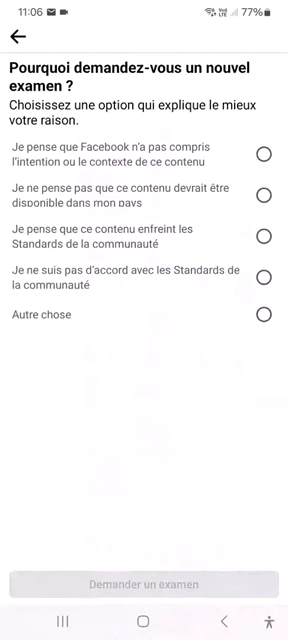 11:06 77%
Pourquoi demandez-vous un nouvel
examen ?
Choisissez une option qui explique le mieux
votre raison.
Je pense que Facebook n'a pas compris
l'intention ou le contexte de ce contenu
Je ne pense pas que ce contenu devrait être
disponible dans mon pays
Je pense que ce contenu enfreint les
Standards de la communauté
Je ne suis pas d'accord avec les Standards de
la communauté
Autre chose
Demander un examen